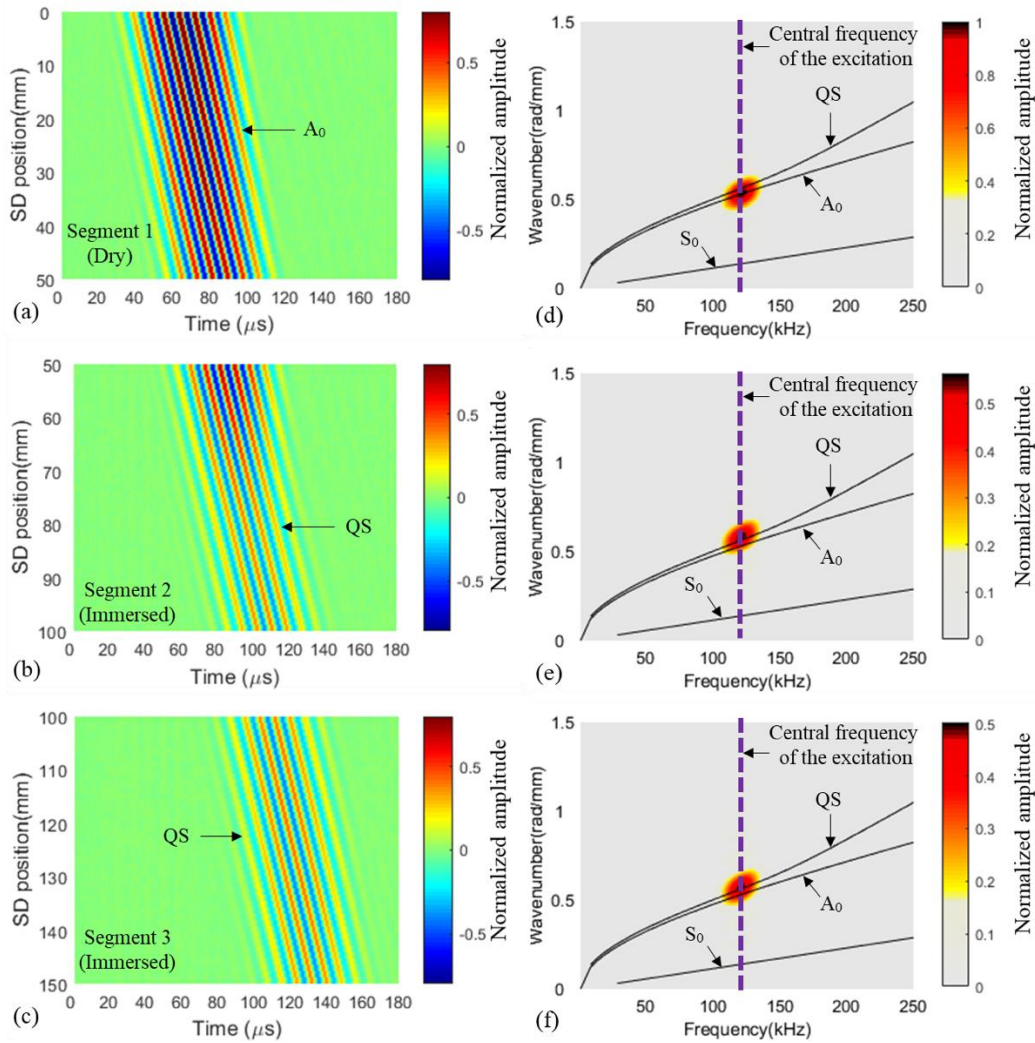 0
10
20
30
40
50
SD position(mm)
A₀
Segment 1
(Dry)
0 20 40 60 80 100 120 140 160 180
Time (μs)
0.5
0
-0.5
Normalized amplitude
(a)
1.5
1
0.5
0
Wavenumber(rad/mm)
Central frequency
of the excitation
QS
A₀
S₀
50 100 150 200 250
Frequency(kHz)
1
0.8
0.6
0.4
0.2
0
Normalized amplitude
(d)
50
60
70
80
90
100
SD position(mm)
QS
Segment 2
(Immersed)
0 20 40 60 80 100 120 140 160 180
Time (μs)
0.5
0
-0.5
Normalized amplitude
(b)
1.5
1
0.5
0
Wavenumber(rad/mm)
Central frequency
of the excitation
QS
A₀
S₀
50 100 150 200 250
Frequency(kHz)
0.5
0.4
0.3
0.2
0.1
0
Normalized amplitude
(e)
100
110
120
130
140
150
SD position(mm)
QS
Segment 3
(Immersed)
0 20 40 60 80 100 120 140 160 180
Time (μs)
0.5
0
-0.5
Normalized amplitude
(c)
1.5
1
0.5
0
Wavenumber(rad/mm)
Central frequency
of the excitation
QS
A₀
S₀
50 100 150 200 250
Frequency(kHz)
0.5
0.4
0.3
0.2
0.1
0
Normalized amplitude
(f)